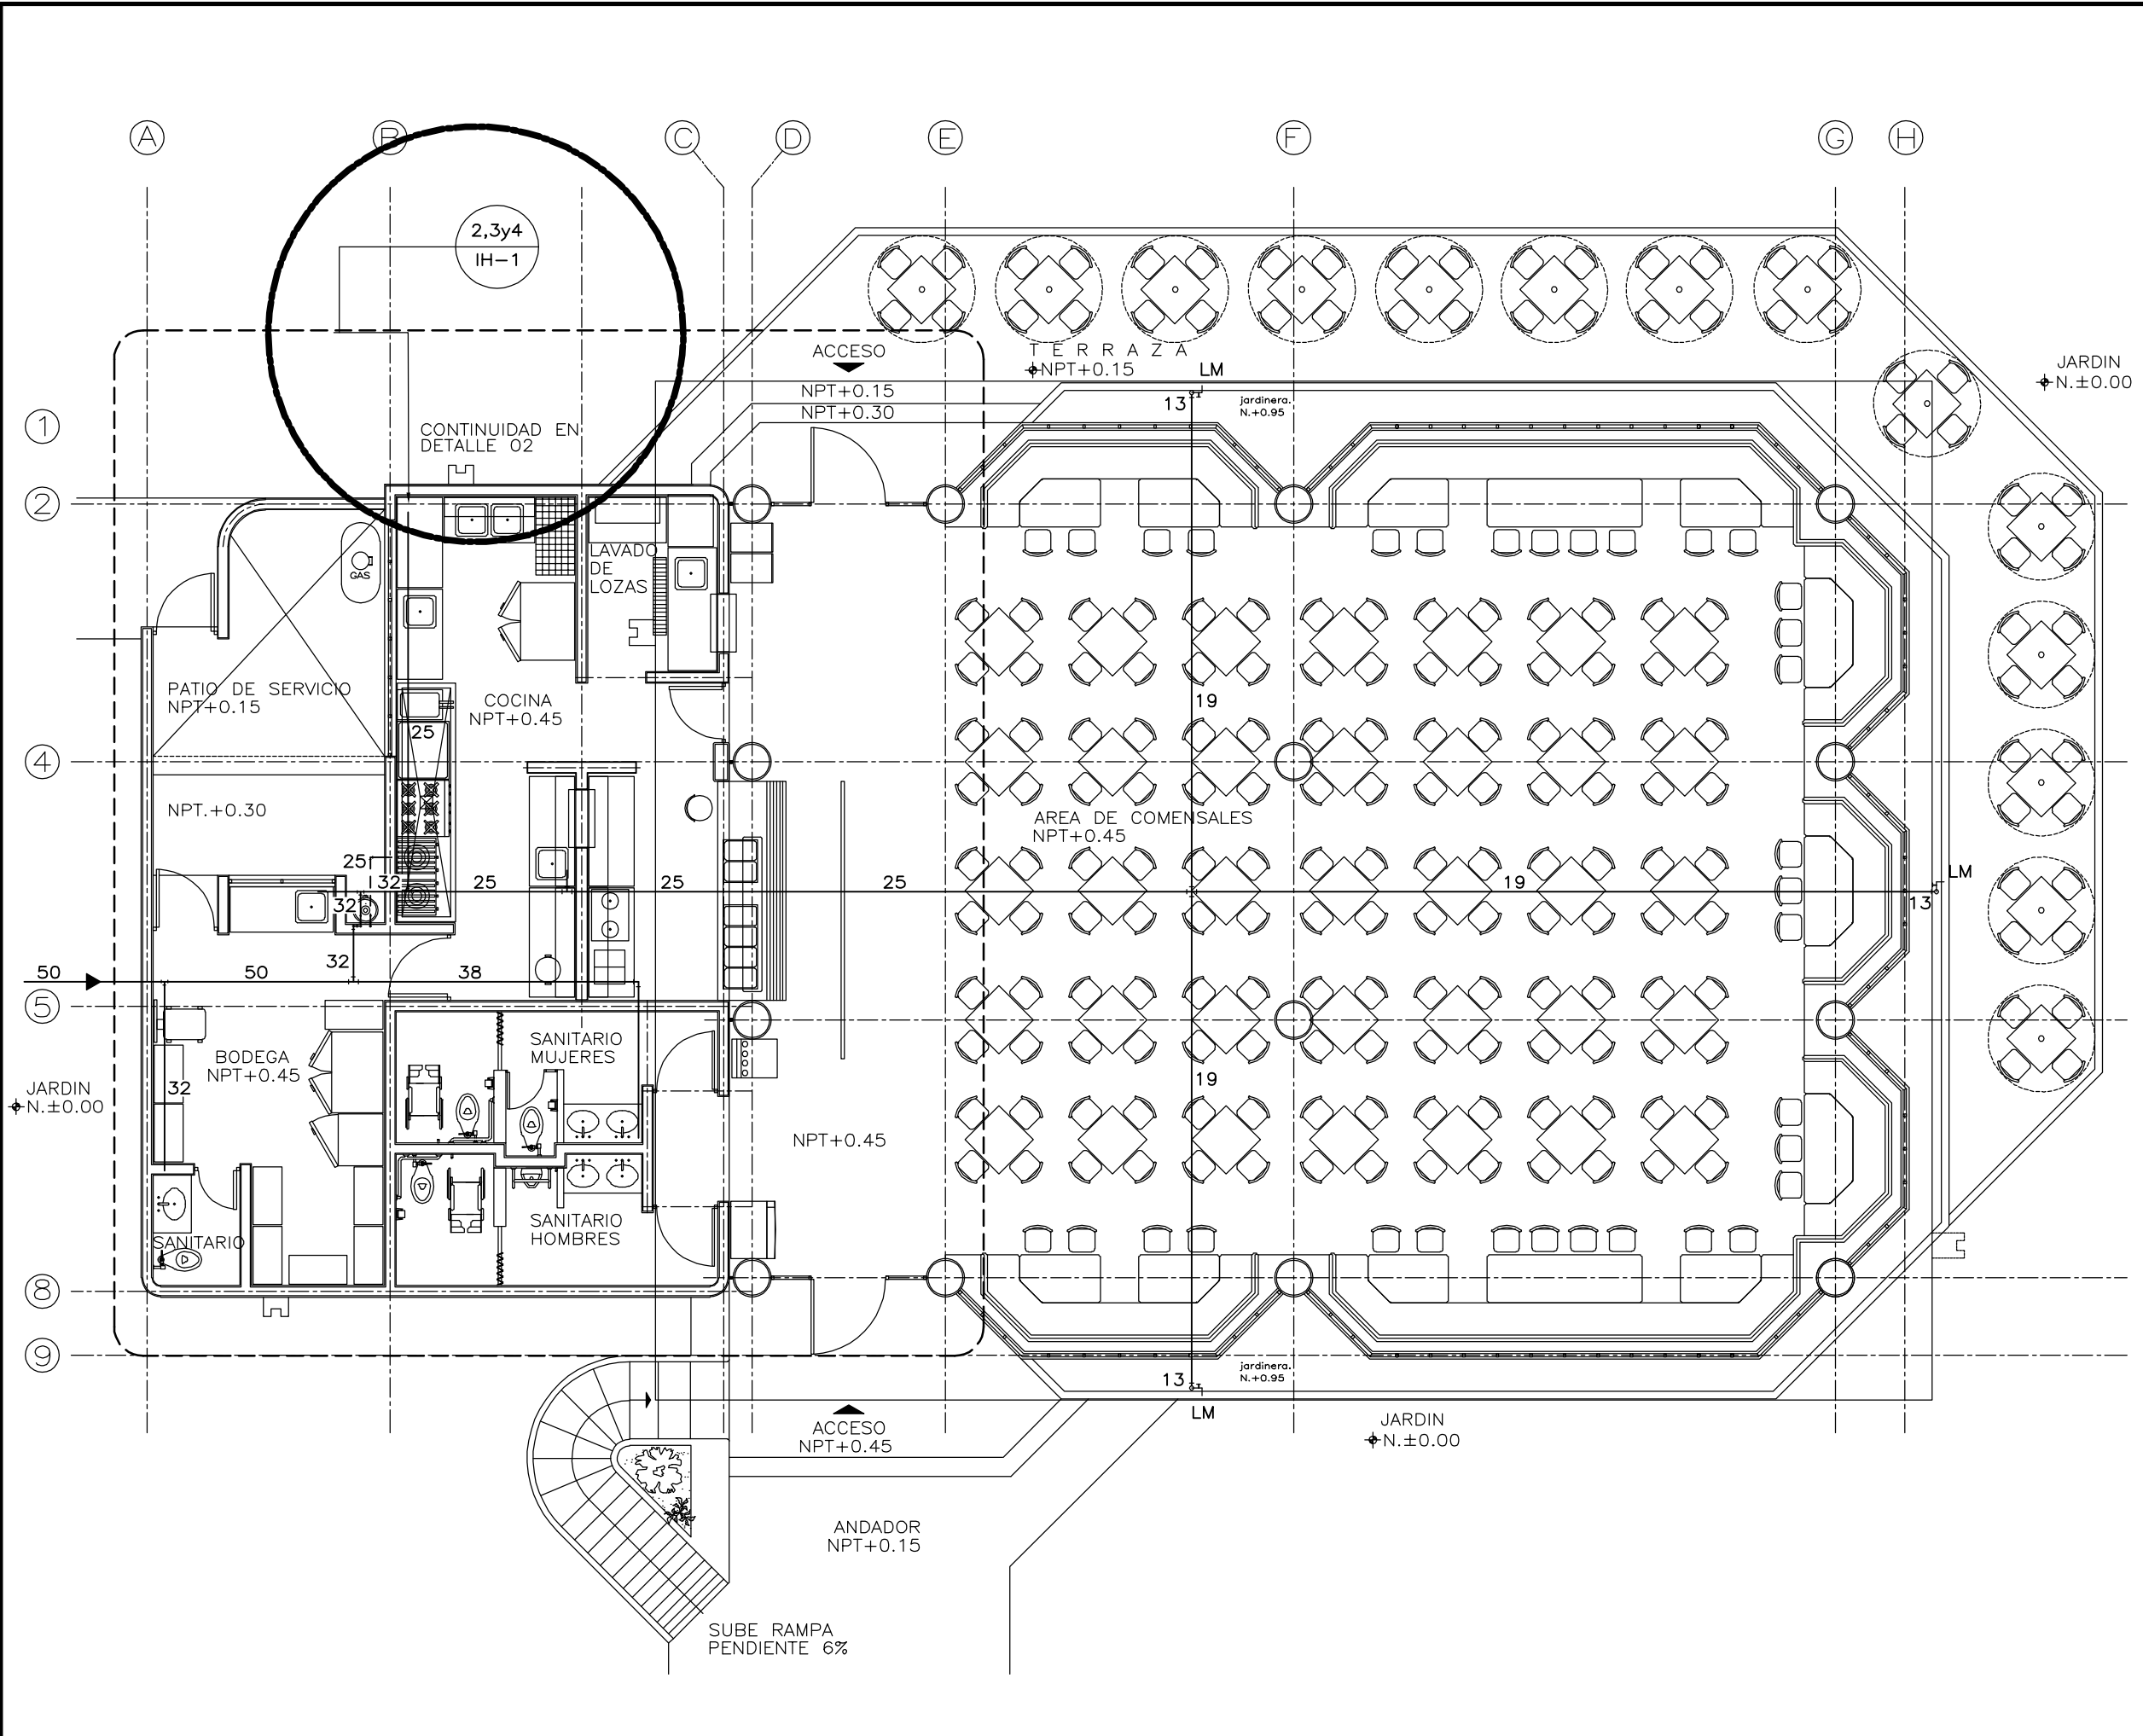 A
B
C
D
E
F
G
H
2,3y4
IH-1
ACCESO
T E R R A Z A
NPT+0.15
LM
JARDIN
N.±0.00
NPT+0.15
NPT+0.30
13
jardinera.
N.+0.95
1
CONTINUIDAD EN
DETALLE 02
2
LAVADO
DE
LOZAS
GAS
PATIO DE SERVICIO
NPT+0.15
COCINA
NPT+0.45
19
25
4
NPT.+0.30
AREA DE COMENSALES
NPT+0.45
25
32
25
25
25
19
LM
13
32
32
50
50
38
5
SANITARIO
MUJERES
BODEGA
NPT+0.45
32
19
JARDIN
N.±0.00
NPT+0.45
SANITARIO
HOMBRES
SANITARIO
8
9
jardinera.
N.+0.95
13
LM
ACCESO
NPT+0.45
JARDIN
N.±0.00
ANDADOR
NPT+0.15
SUBE RAMPA
PENDIENTE 6%